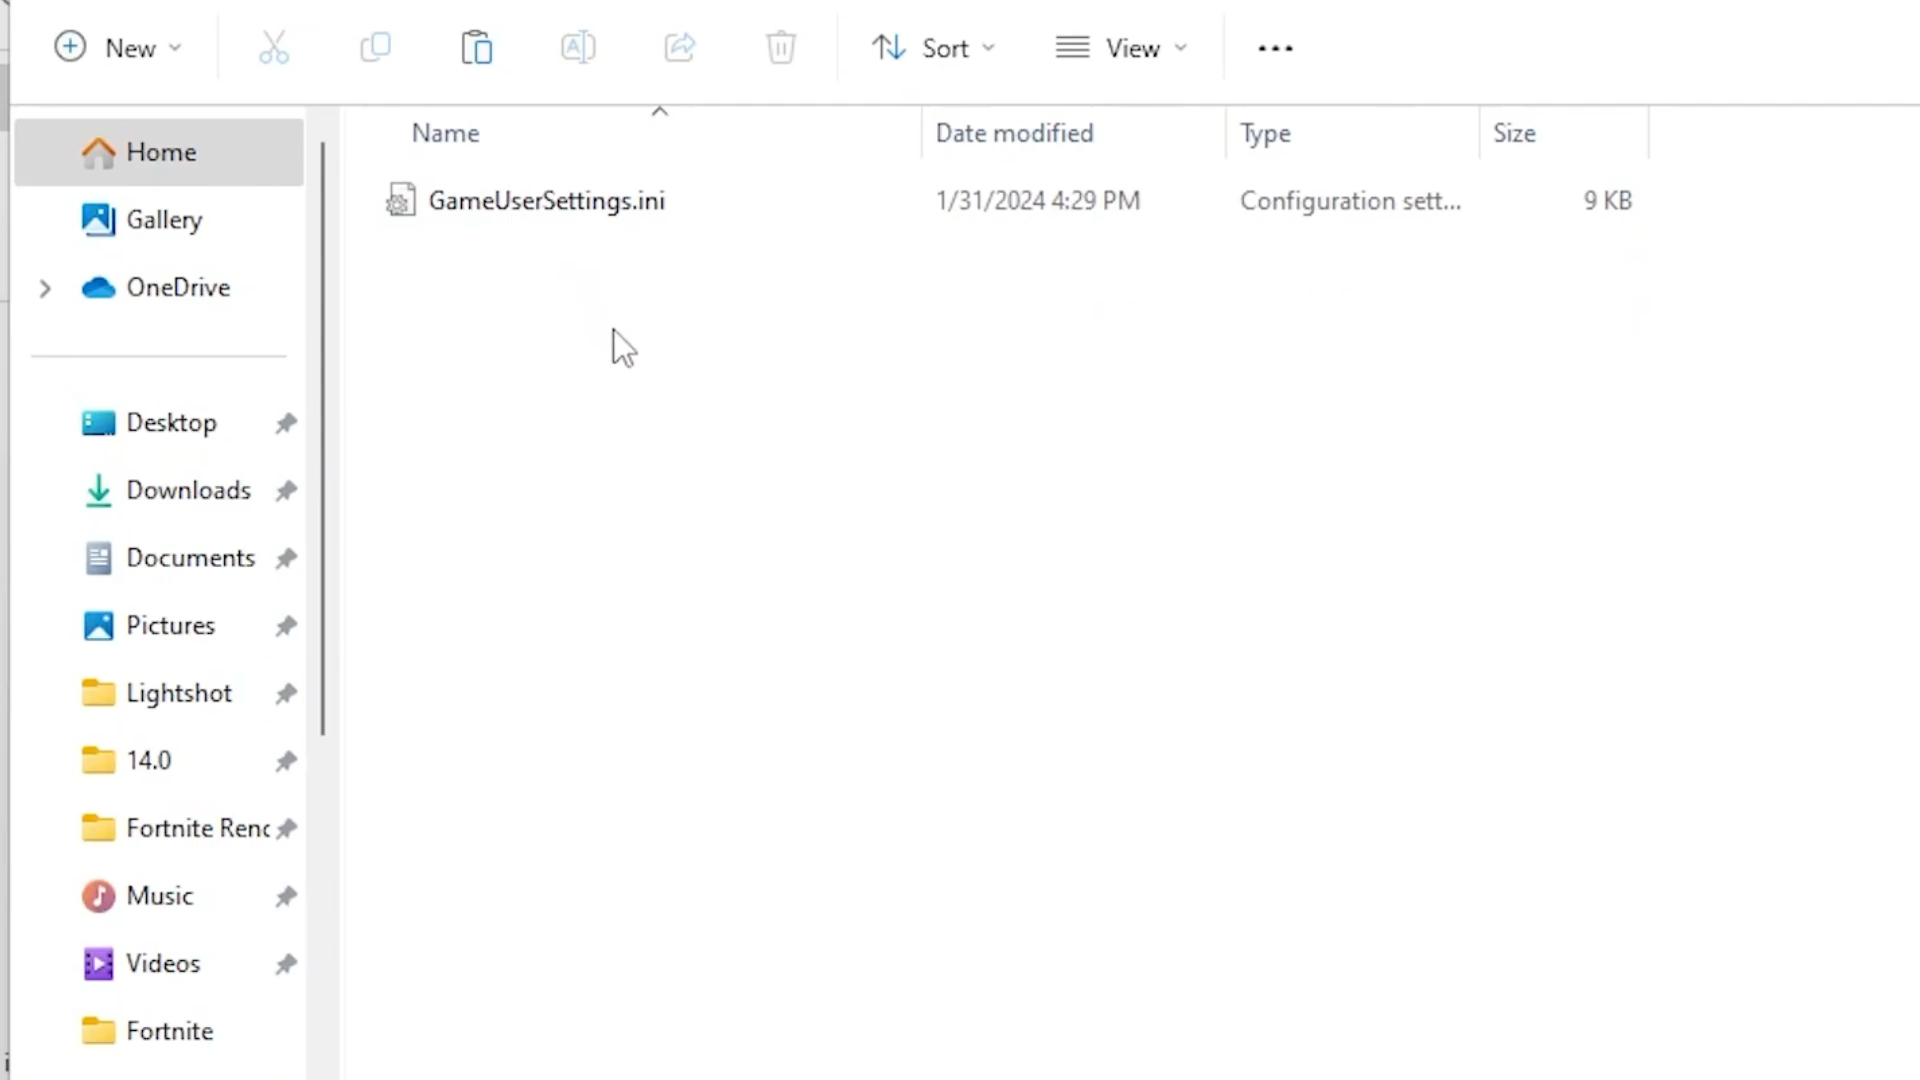 New
Sort
View
Name
Date modified
Type
Size
GameUserSettings.ini
1/31/2024 4:29 PM
Configuration sett...
9 KB
Home
Gallery
OneDrive
Desktop
Downloads
Documents
Pictures
Lightshot
14.0
Fortnite Renc
Music
Videos
Fortnite